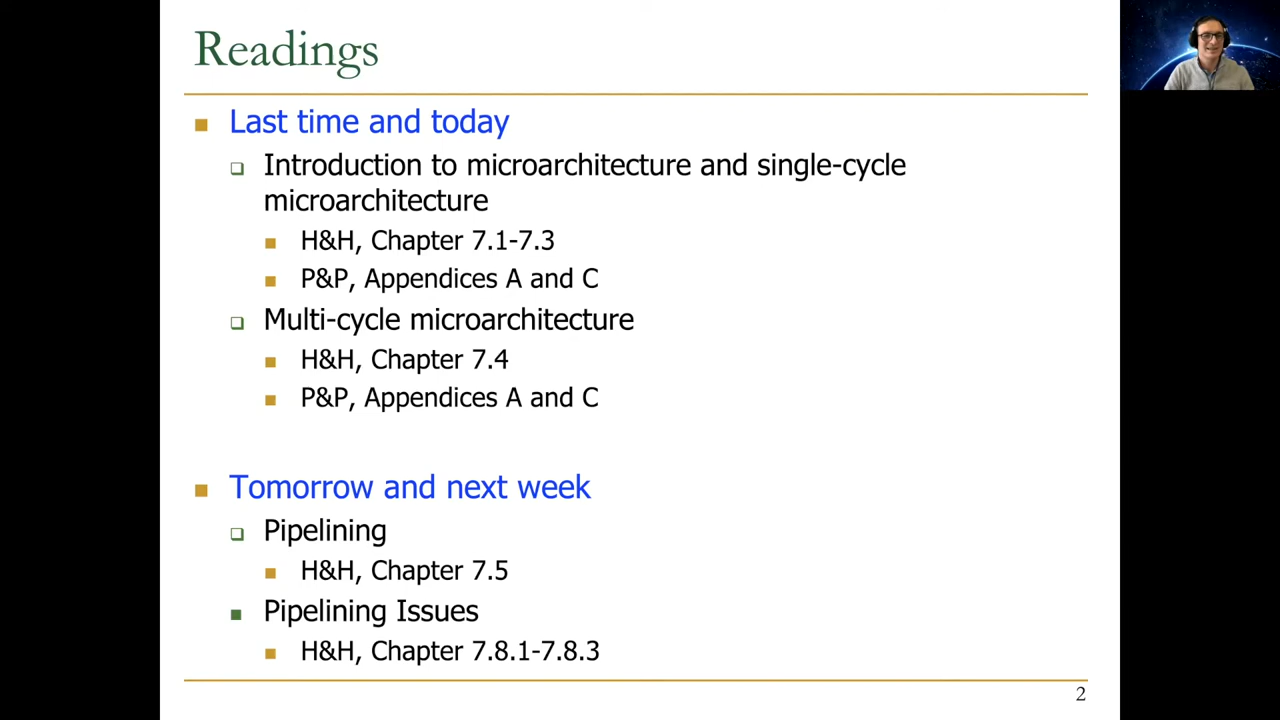 Readings
Last time and today
Introduction to microarchitecture and single-cycle
microarchitecture
H&H, Chapter 7.1-7.3
P&P, Appendices A and C
Multi-cycle microarchitecture
H&H, Chapter 7.4
P&P, Appendices A and C
Tomorrow and next week
Pipelining
H&H, Chapter 7.5
Pipelining Issues
H&H, Chapter 7.8.1-7.8.3
2